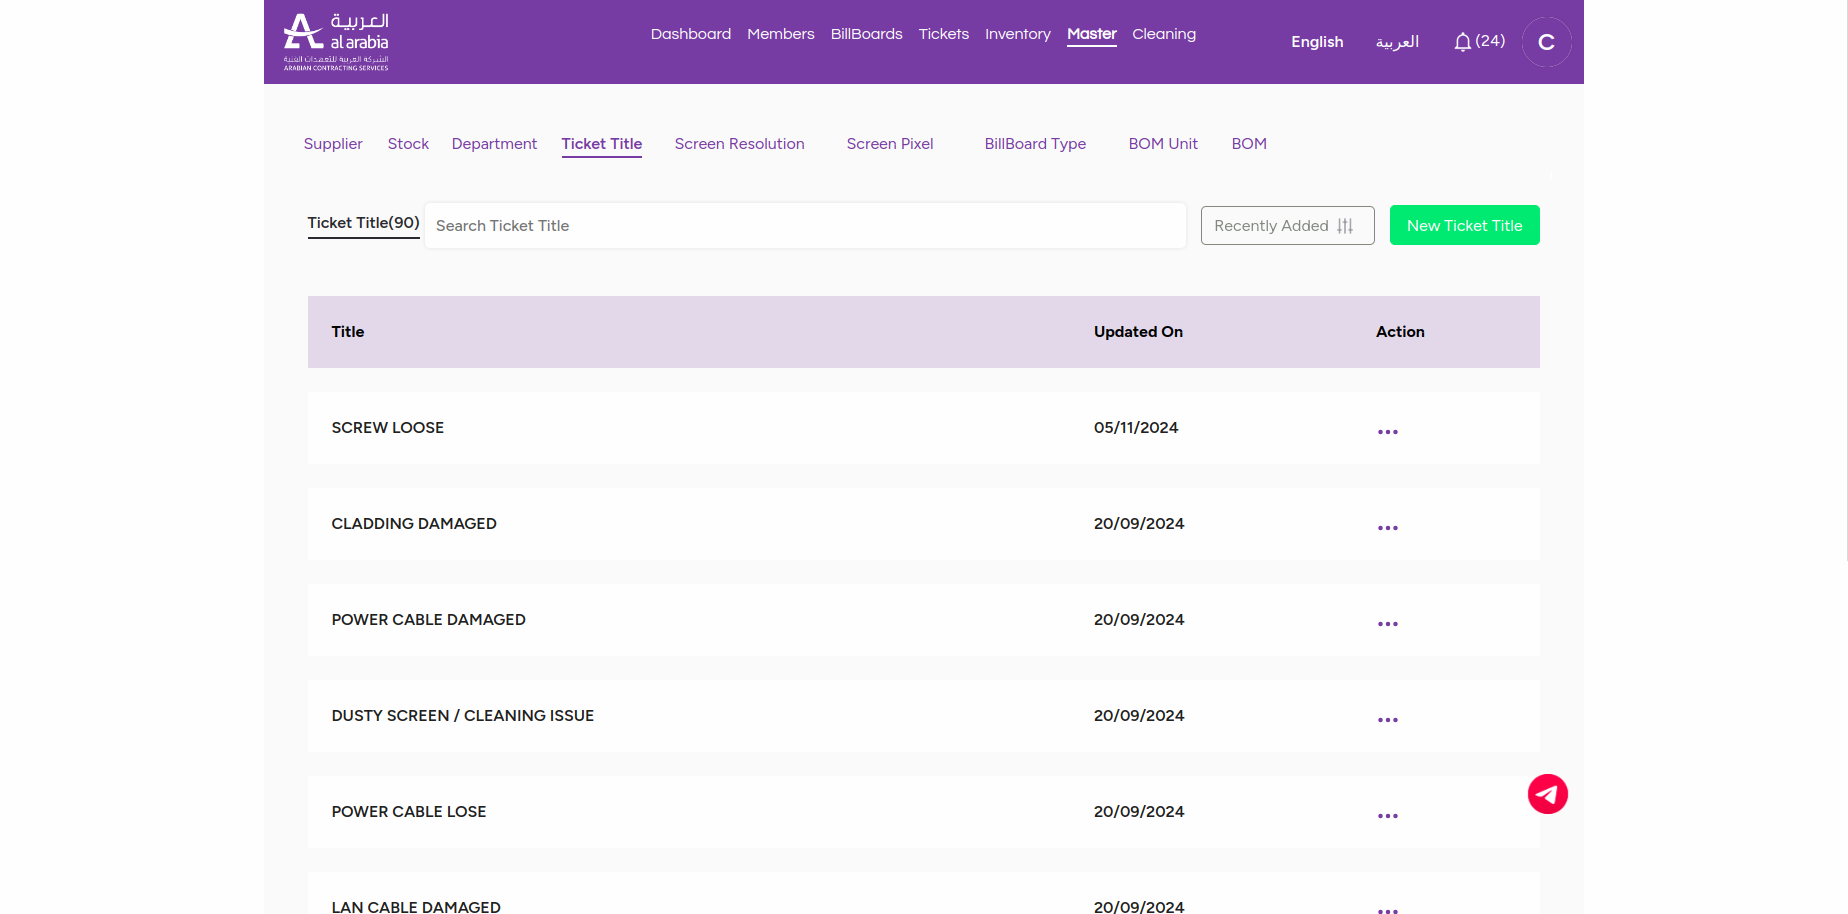 العربية
al arabia
الشركة العربية للتعهدات الفنية
ARABIAN CONTRACTING SERVICES
Dashboard Members BillBoards Tickets Inventory Master Cleaning
English العربية (24) C
Supplier Stock Department Ticket Title Screen Resolution Screen Pixel BillBoard Type BOM Unit BOM
Ticket Title(90) Search Ticket Title Recently Added New Ticket Title
Title Updated On Action
SCREW LOOSE 05/11/2024
CLADDING DAMAGED 20/09/2024
POWER CABLE DAMAGED 20/09/2024
DUSTY SCREEN / CLEANING ISSUE 20/09/2024
POWER CABLE LOSE 20/09/2024
LAN CABLE DAMAGED 20/09/2024